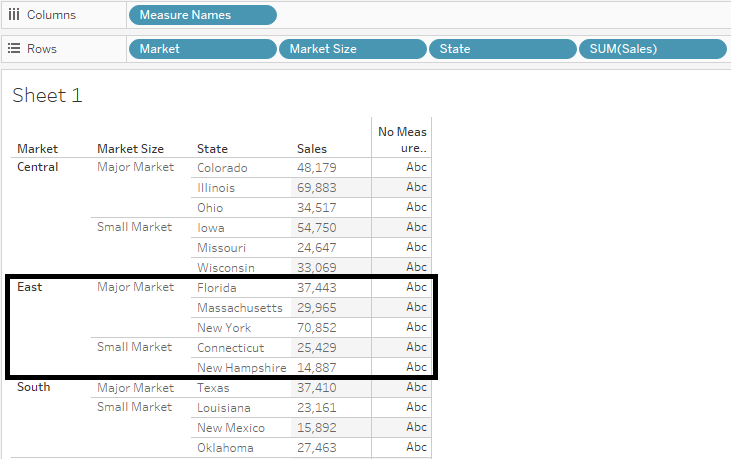 Columns Measure Names
Rows Market Market Size State SUM(Sales)
Sheet 1
No Meas
Market Market Size State Sales ure..
Central Major Market Colorado 48,179 Abc
Illinois 69,883 Abc
Ohio 34,517 Abc
Small Market Iowa 54,750 Abc
Missouri 24,647 Abc
Wisconsin 33,069 Abc
East Major Market Florida 37,443 Abc
Massachusetts 29,965 Abc
New York 70,852 Abc
Small Market Connecticut 25,429 Abc
New Hampshire 14,887 Abc
South Major Market Texas 37,410 Abc
Small Market Louisiana 23,161 Abc
New Mexico 15,892 Abc
Oklahoma 27,463 Abc